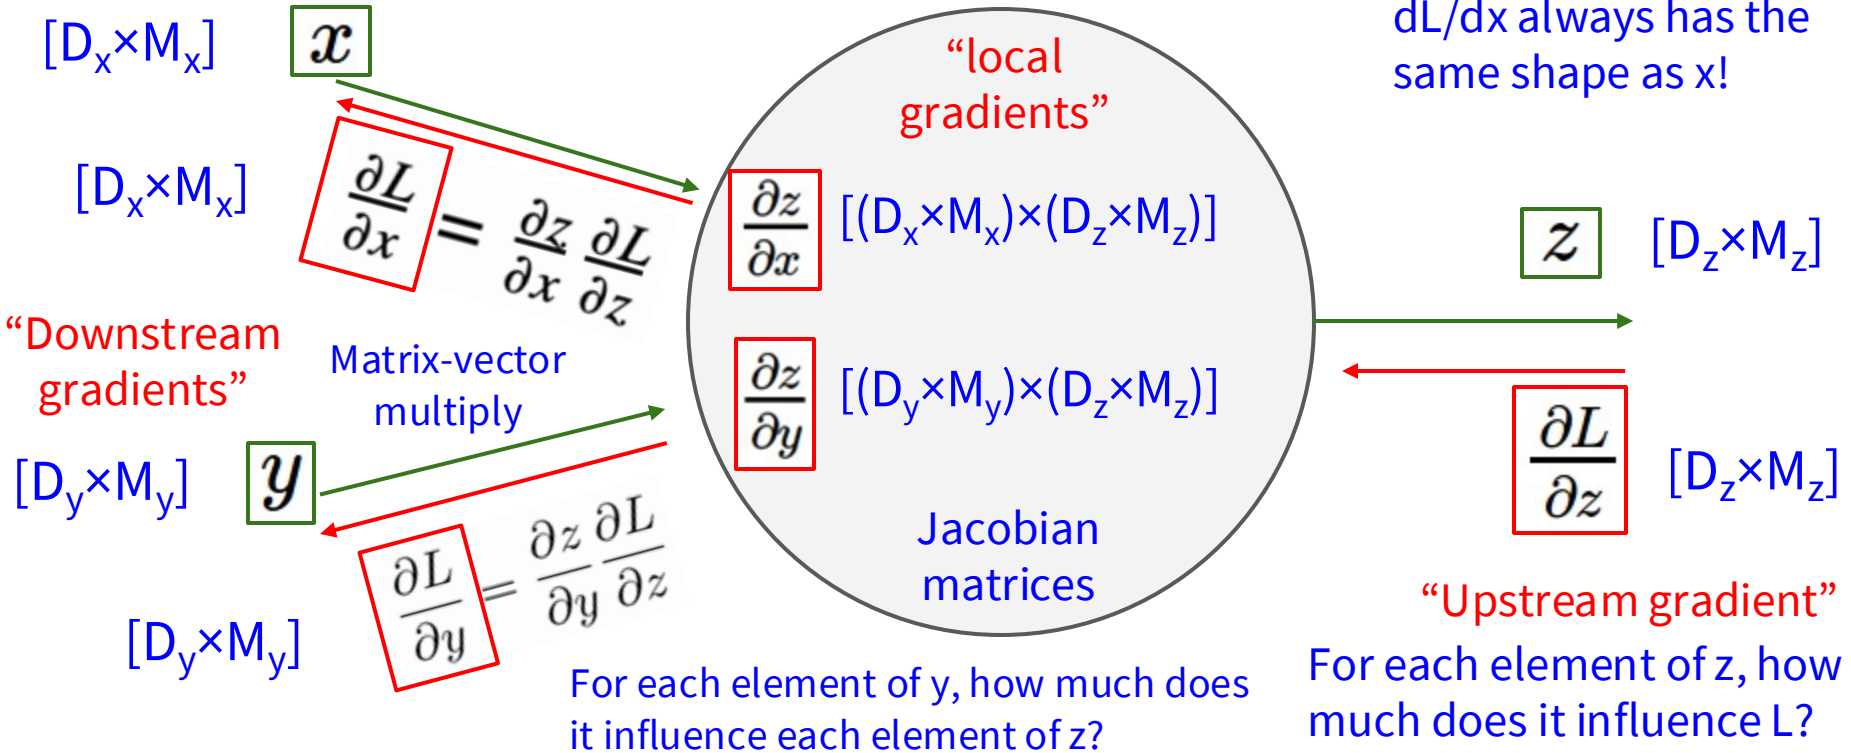 [Dx×Mx]
x
dL/dx always has the
same shape as x!
"local
gradients"
[Dx×Mx]
∂L/∂x = ∂z/∂x ∂L/∂z
∂z/∂x [(Dx×Mx)×(Dz×Mz)]
z [Dz×Mz]
"Downstream
gradients"
Matrix-vector
multiply
∂z/∂y [(Dy×My)×(Dz×Mz)]
[Dy×My]
y
∂L/∂z [Dz×Mz]
∂L/∂y = ∂z/∂y ∂L/∂z
[Dy×My]
Jacobian
matrices
"Upstream gradient"
For each element of y, how much does
it influence each element of z?
For each element of z, how
much does it influence L?